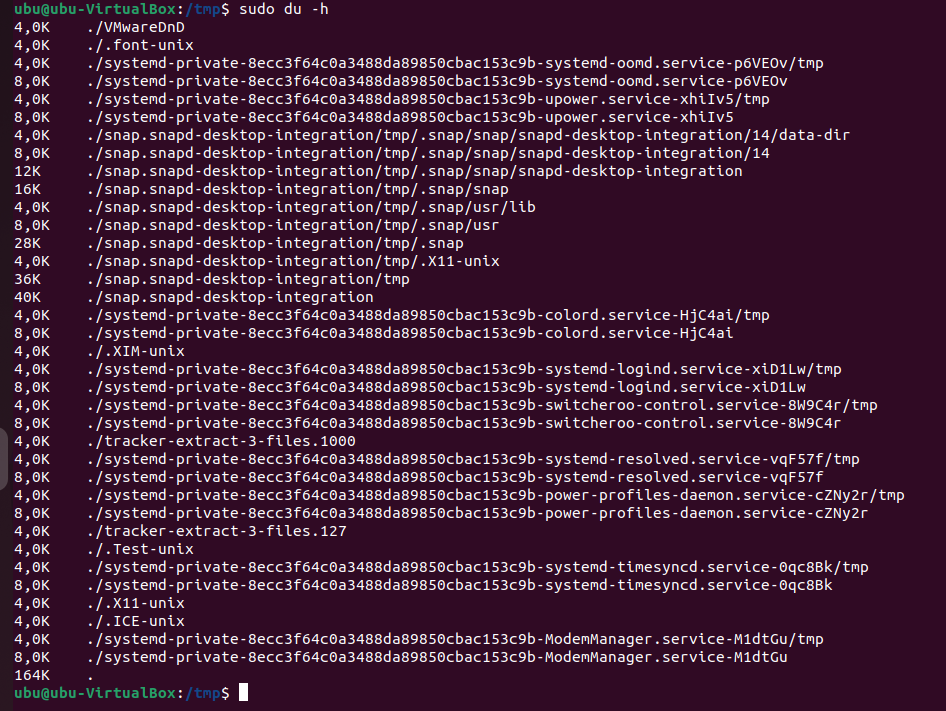 ubu@ubu-VirtualBox:/tmp$ sudo du -h
4,0K    ./VMwareDnD
4,0K    ./.font-unix
4,0K    ./systemd-private-8ecc3f64c0a3488da89850cbac153c9b-systemd-oomd.service-p6VEOv/tmp
8,0K    ./systemd-private-8ecc3f64c0a3488da89850cbac153c9b-systemd-oomd.service-p6VEOv
4,0K    ./systemd-private-8ecc3f64c0a3488da89850cbac153c9b-upower.service-xhiIv5/tmp
8,0K    ./systemd-private-8ecc3f64c0a3488da89850cbac153c9b-upower.service-xhiIv5
4,0K    ./snap.snapd-desktop-integration/tmp/.snap/snap/snapd-desktop-integration/14/data-dir
8,0K    ./snap.snapd-desktop-integration/tmp/.snap/snap/snapd-desktop-integration/14
12K     ./snap.snapd-desktop-integration/tmp/.snap/snap/snapd-desktop-integration
16K     ./snap.snapd-desktop-integration/tmp/.snap/snap
4,0K    ./snap.snapd-desktop-integration/tmp/.snap/usr/lib
8,0K    ./snap.snapd-desktop-integration/tmp/.snap/usr
28K     ./snap.snapd-desktop-integration/tmp/.snap
4,0K    ./snap.snapd-desktop-integration/tmp/.X11-unix
36K     ./snap.snapd-desktop-integration/tmp
40K     ./snap.snapd-desktop-integration
4,0K    ./systemd-private-8ecc3f64c0a3488da89850cbac153c9b-colord.service-HjC4ai/tmp
8,0K    ./systemd-private-8ecc3f64c0a3488da89850cbac153c9b-colord.service-HjC4ai
4,0K    ./.XIM-unix
4,0K    ./systemd-private-8ecc3f64c0a3488da89850cbac153c9b-systemd-logind.service-xiD1Lw/tmp
8,0K    ./systemd-private-8ecc3f64c0a3488da89850cbac153c9b-systemd-logind.service-xiD1Lw
4,0K    ./systemd-private-8ecc3f64c0a3488da89850cbac153c9b-switcheroo-control.service-8W9C4r/tmp
8,0K    ./systemd-private-8ecc3f64c0a3488da89850cbac153c9b-switcheroo-control.service-8W9C4r
4,0K    ./tracker-extract-3-files.1000
4,0K    ./systemd-private-8ecc3f64c0a3488da89850cbac153c9b-systemd-resolved.service-vqF57f/tmp
8,0K    ./systemd-private-8ecc3f64c0a3488da89850cbac153c9b-systemd-resolved.service-vqF57f
4,0K    ./systemd-private-8ecc3f64c0a3488da89850cbac153c9b-power-profiles-daemon.service-cZNy2r/tmp
8,0K    ./systemd-private-8ecc3f64c0a3488da89850cbac153c9b-power-profiles-daemon.service-cZNy2r
4,0K    ./tracker-extract-3-files.127
4,0K    ./.Test-unix
4,0K    ./systemd-private-8ecc3f64c0a3488da89850cbac153c9b-systemd-timesyncd.service-0qc8Bk/tmp
8,0K    ./systemd-private-8ecc3f64c0a3488da89850cbac153c9b-systemd-timesyncd.service-0qc8Bk
4,0K    ./.X11-unix
4,0K    ./.ICE-unix
4,0K    ./systemd-private-8ecc3f64c0a3488da89850cbac153c9b-ModemManager.service-M1dtGu/tmp
8,0K    ./systemd-private-8ecc3f64c0a3488da89850cbac153c9b-ModemManager.service-M1dtGu
164K    .
ubu@ubu-VirtualBox:/tmp$